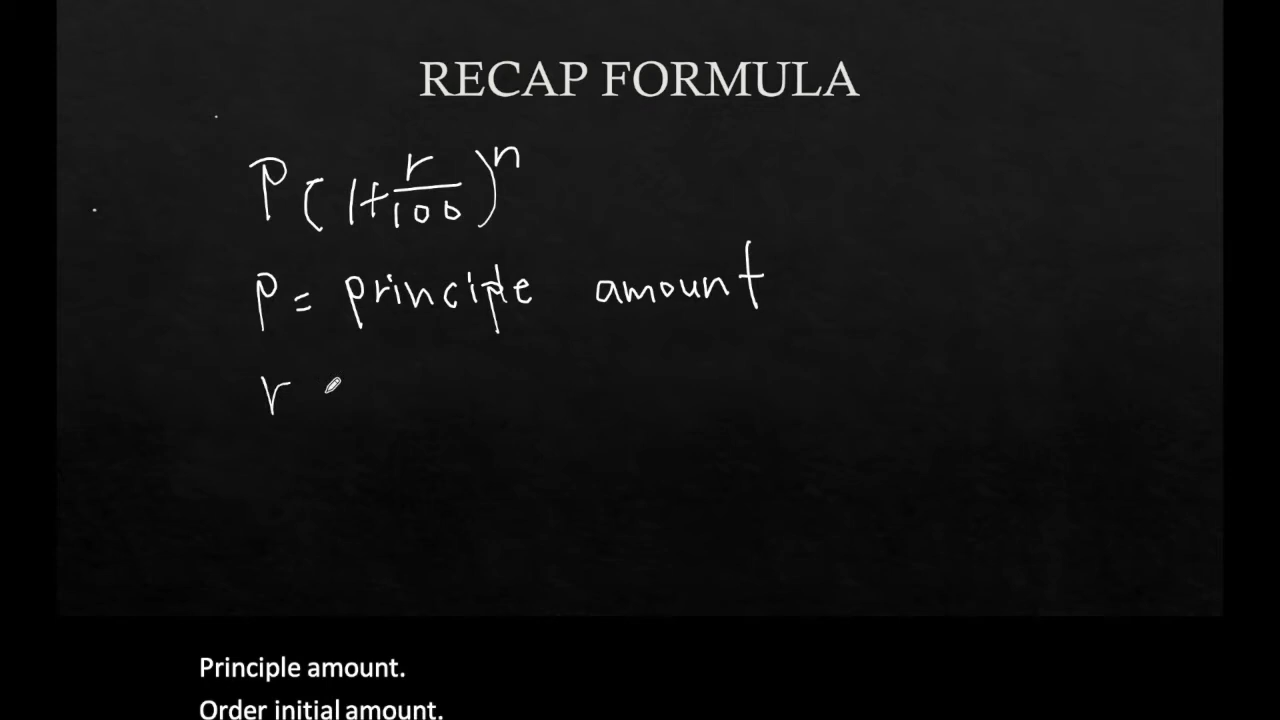 RECAP FORMULA
P(1+r/100)^n
P = principle amount
r
Principle amount.
Order initial amount.